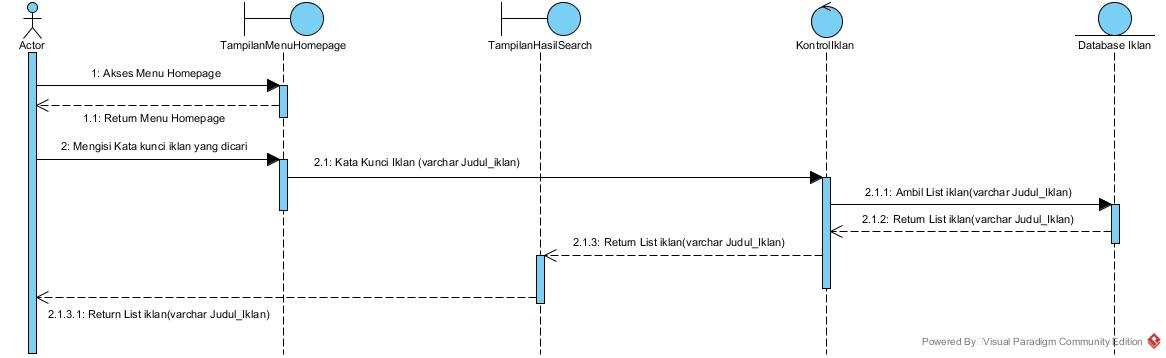 Actor
TampilanMenuHomepage
TampilanHasilSearch
KontrolIklan
Database Iklan
1: Akses Menu Homepage
1.1: Return Menu Homepage
2: Mengisi Kata kunci iklan yang dicari
2.1: Kata Kunci Iklan (varchar Judul_iklan)
2.1.1: Ambil List iklan(varchar Judul_Iklan)
2.1.2: Return List iklan(varchar Judul_Iklan)
2.1.3: Return List iklan(varchar Judul_Iklan)
2.1.3.1: Return List iklan(varchar Judul_Iklan)
Powered By Visual Paradigm Community Edition